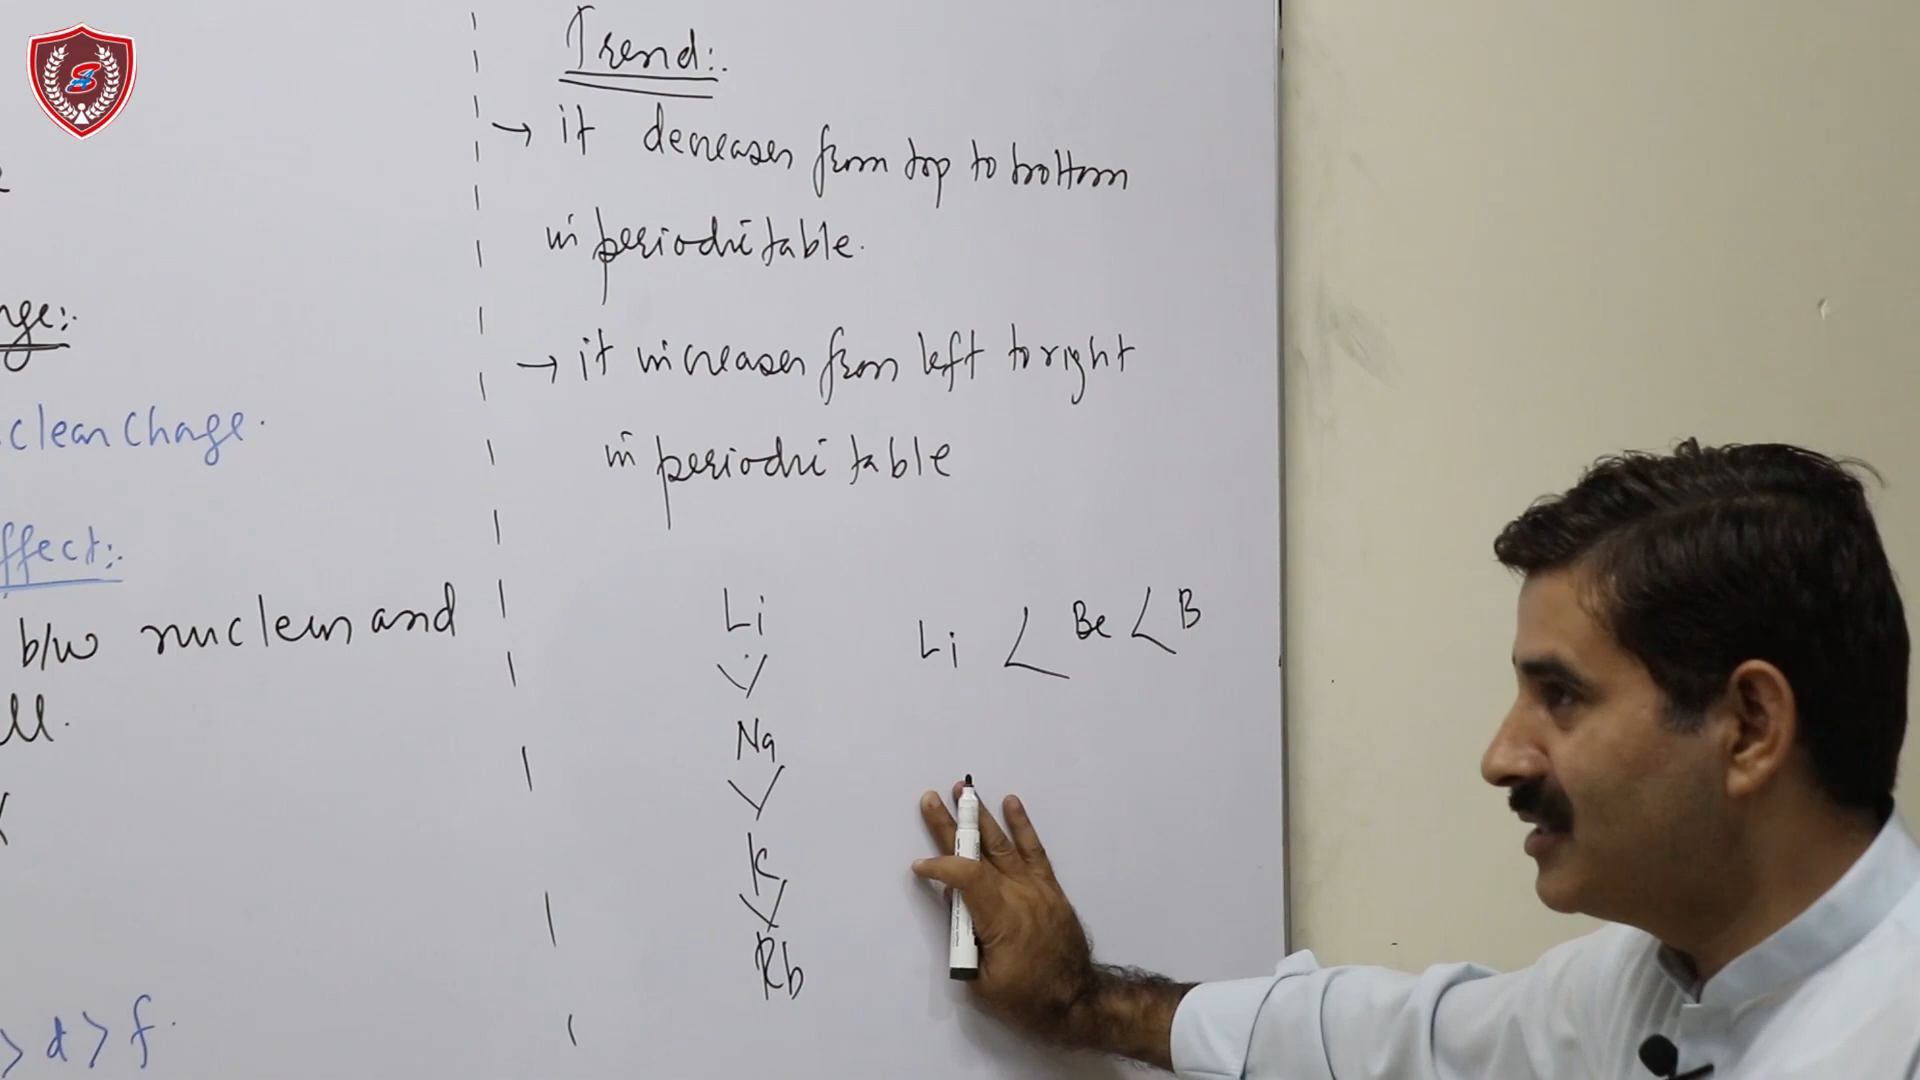 Trend:.
→ it decreases from top to bottom
in periodic table.
→ it increases from left to right
in periodic table
Li
Na
K
Rb
Li < Be < B
nge:.
clear Charge.
ffect:.
b/w nucleus and
ll.
> d > f.